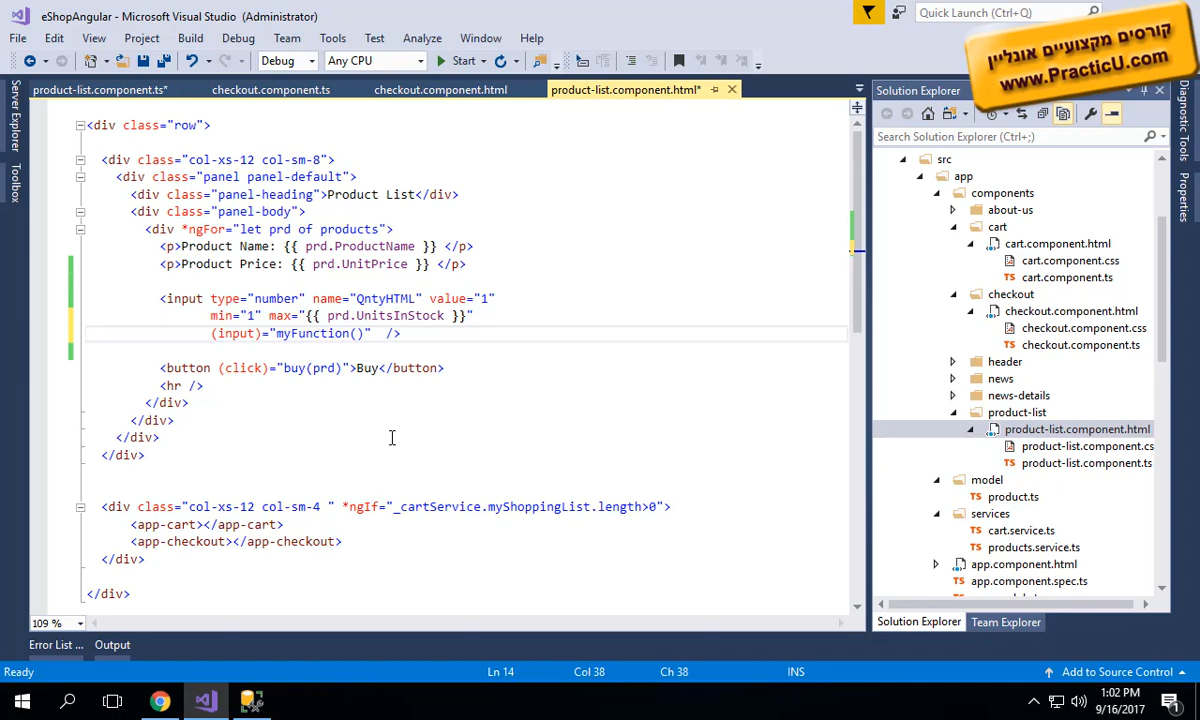 eShopAngular - Microsoft Visual Studio (Administrator)
Quick Launch (Ctrl+Q)
File Edit View Project Build Debug Team Tools Test Analyze Window Help
Debug Any CPU Start
קורסים מקצועיים אונליין
www.PracticU.com
product-list.component.ts* checkout.component.ts checkout.component.html product-list.component.html*
Server Explorer
Toolbox
<div class="row">
<div class="col-xs-12 col-sm-8">
<div class="panel panel-default">
<div class="panel-heading">Product List</div>
<div class="panel-body">
<div *ngFor="let prd of products">
<p>Product Name: {{ prd.ProductName }} </p>
<p>Product Price: {{ prd.UnitPrice }} </p>
<input type="number" name="QntyHTML" value="1"
min="1" max="{{ prd.UnitsInStock }}"
(input)="myFunction()" />
<button (click)="buy(prd)">Buy</button>
<hr />
</div>
</div>
</div>
</div>
<div class="col-xs-12 col-sm-4 " *ngIf="_cartService.myShoppingList.length>0">
<app-cart></app-cart>
<app-checkout></app-checkout>
</div>
</div>
109 %
Solution Explorer
Search Solution Explorer (Ctrl+;)
src
app
components
about-us
cart
cart.component.html
cart.component.css
cart.component.ts
checkout
checkout.component.html
checkout.component.css
checkout.component.ts
header
news
news-details
product-list
product-list.component.html
product-list.component.cs
product-list.component.ts
model
product.ts
services
cart.service.ts
products.service.ts
app.component.html
app.component.spec.ts
Solution Explorer Team Explorer
Diagnostic Tools
Properties
Error List ... Output
Ready Ln 14 Col 38 Ch 38 INS Add to Source Control
1:02 PM
9/16/2017
1